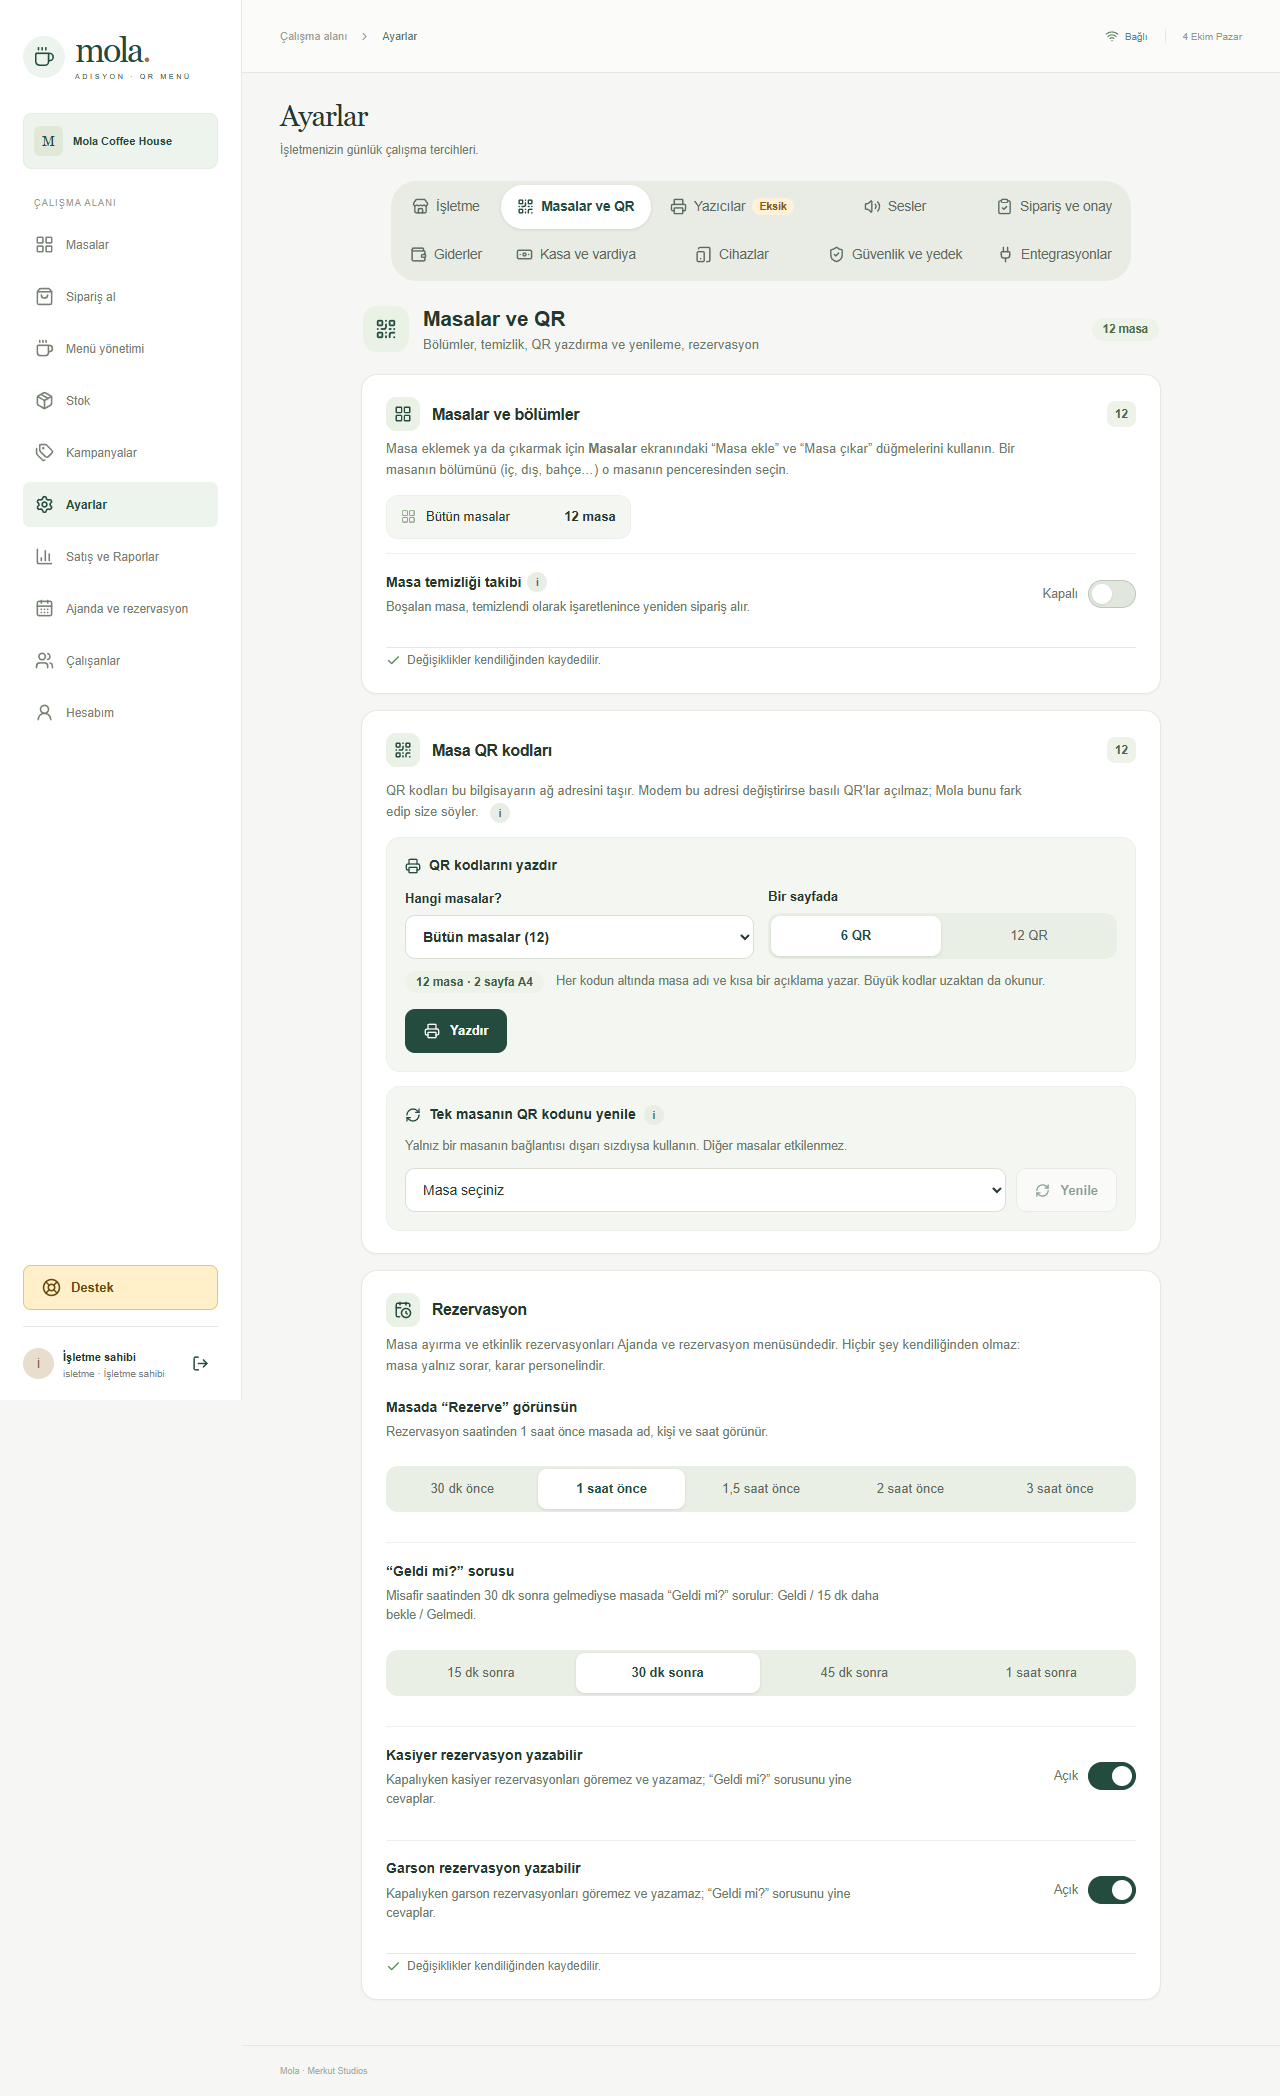 mola.
ADİSYON · QR MENÜ
M
Mola Coffee House
ÇALIŞMA ALANI
Masalar
Sipariş al
Menü yönetimi
Stok
Kampanyalar
Ayarlar
Satış ve Raporlar
Ajanda ve rezervasyon
Çalışanlar
Hesabım
Destek
İ
İşletme sahibi
isletme · İşletme sahibi
Çalışma alanı
Ayarlar
Bağlı
4 Ekim Pazar
Ayarlar
İşletmenizin günlük çalışma tercihleri.
İşletme
Masalar ve QR
Yazıcılar
Eksik
Sesler
Sipariş ve onay
Giderler
Kasa ve vardiya
Cihazlar
Güvenlik ve yedek
Entegrasyonlar
Masalar ve QR
Bölümler, temizlik, QR yazdırma ve yenileme, rezervasyon
12 masa
Masalar ve bölümler
12
Masa eklemek ya da çıkarmak için Masalar ekranındaki “Masa ekle” ve “Masa çıkar” düğmelerini kullanın. Bir
masanın bölümünü (iç, dış, bahçe…) o masanın penceresinden seçin.
Bütün masalar
12 masa
Masa temizliği takibi
i
Boşalan masa, temizlendi olarak işaretlenince yeniden sipariş alır.
Kapalı
Değişiklikler kendiliğinden kaydedilir.
Masa QR kodları
12
QR kodları bu bilgisayarın ağ adresini taşır. Modem bu adresi değiştirirse basılı QR'lar açılmaz; Mola bunu fark
edip size söyler.
i
QR kodlarını yazdır
Hangi masalar?
Bir sayfada
Bütün masalar (12)
6 QR
12 QR
12 masa · 2 sayfa A4
Her kodun altında masa adı ve kısa bir açıklama yazar. Büyük kodlar uzaktan da okunur.
Yazdır
Tek masanın QR kodunu yenile
i
Yalnız bir masanın bağlantısı dışarı sızdıysa kullanın. Diğer masalar etkilenmez.
Masa seçiniz
Yenile
Rezervasyon
Masa ayırma ve etkinlik rezervasyonları Ajanda ve rezervasyon menüsündedir. Hiçbir şey kendiliğinden olmaz:
masa yalnız sorar, karar personelindir.
Masada “Rezerve” görünsün
Rezervasyon saatinden 1 saat önce masada ad, kişi ve saat görünür.
30 dk önce
1 saat önce
1,5 saat önce
2 saat önce
3 saat önce
“Geldi mi?” sorusu
Misafir saatinden 30 dk sonra gelmediyse masada “Geldi mi?” sorulur: Geldi / 15 dk daha
bekle / Gelmedi.
15 dk sonra
30 dk sonra
45 dk sonra
1 saat sonra
Kasiyer rezervasyon yazabilir
Kapalıyken kasiyer rezervasyonları göremez ve yazamaz; “Geldi mi?” sorusunu yine
cevaplar.
Açık
Garson rezervasyon yazabilir
Kapalıyken garson rezervasyonları göremez ve yazamaz; “Geldi mi?” sorusunu yine
cevaplar.
Açık
Değişiklikler kendiliğinden kaydedilir.
Mola · Merkut Studios